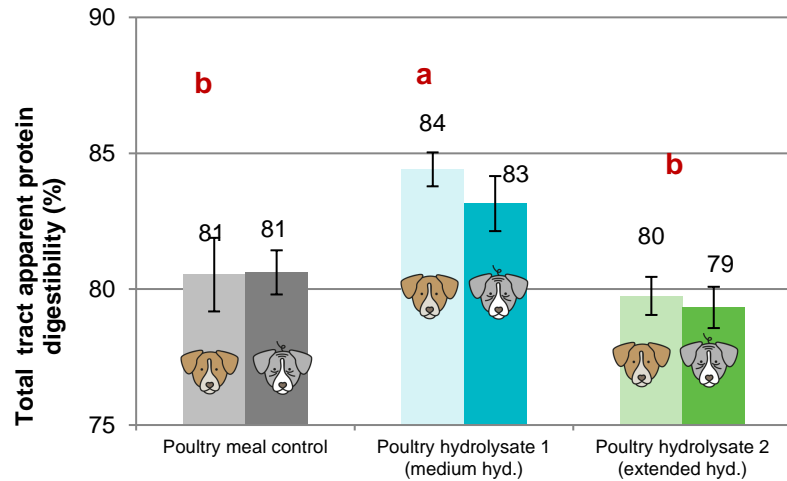 Total tract apparent protein
digestibility (%)
90
85
80
75
b
a
b
81
81
84
83
80
79
Poultry meal control
Poultry hydrolysate 1
(medium hyd.)
Poultry hydrolysate 2
(extended hyd.)